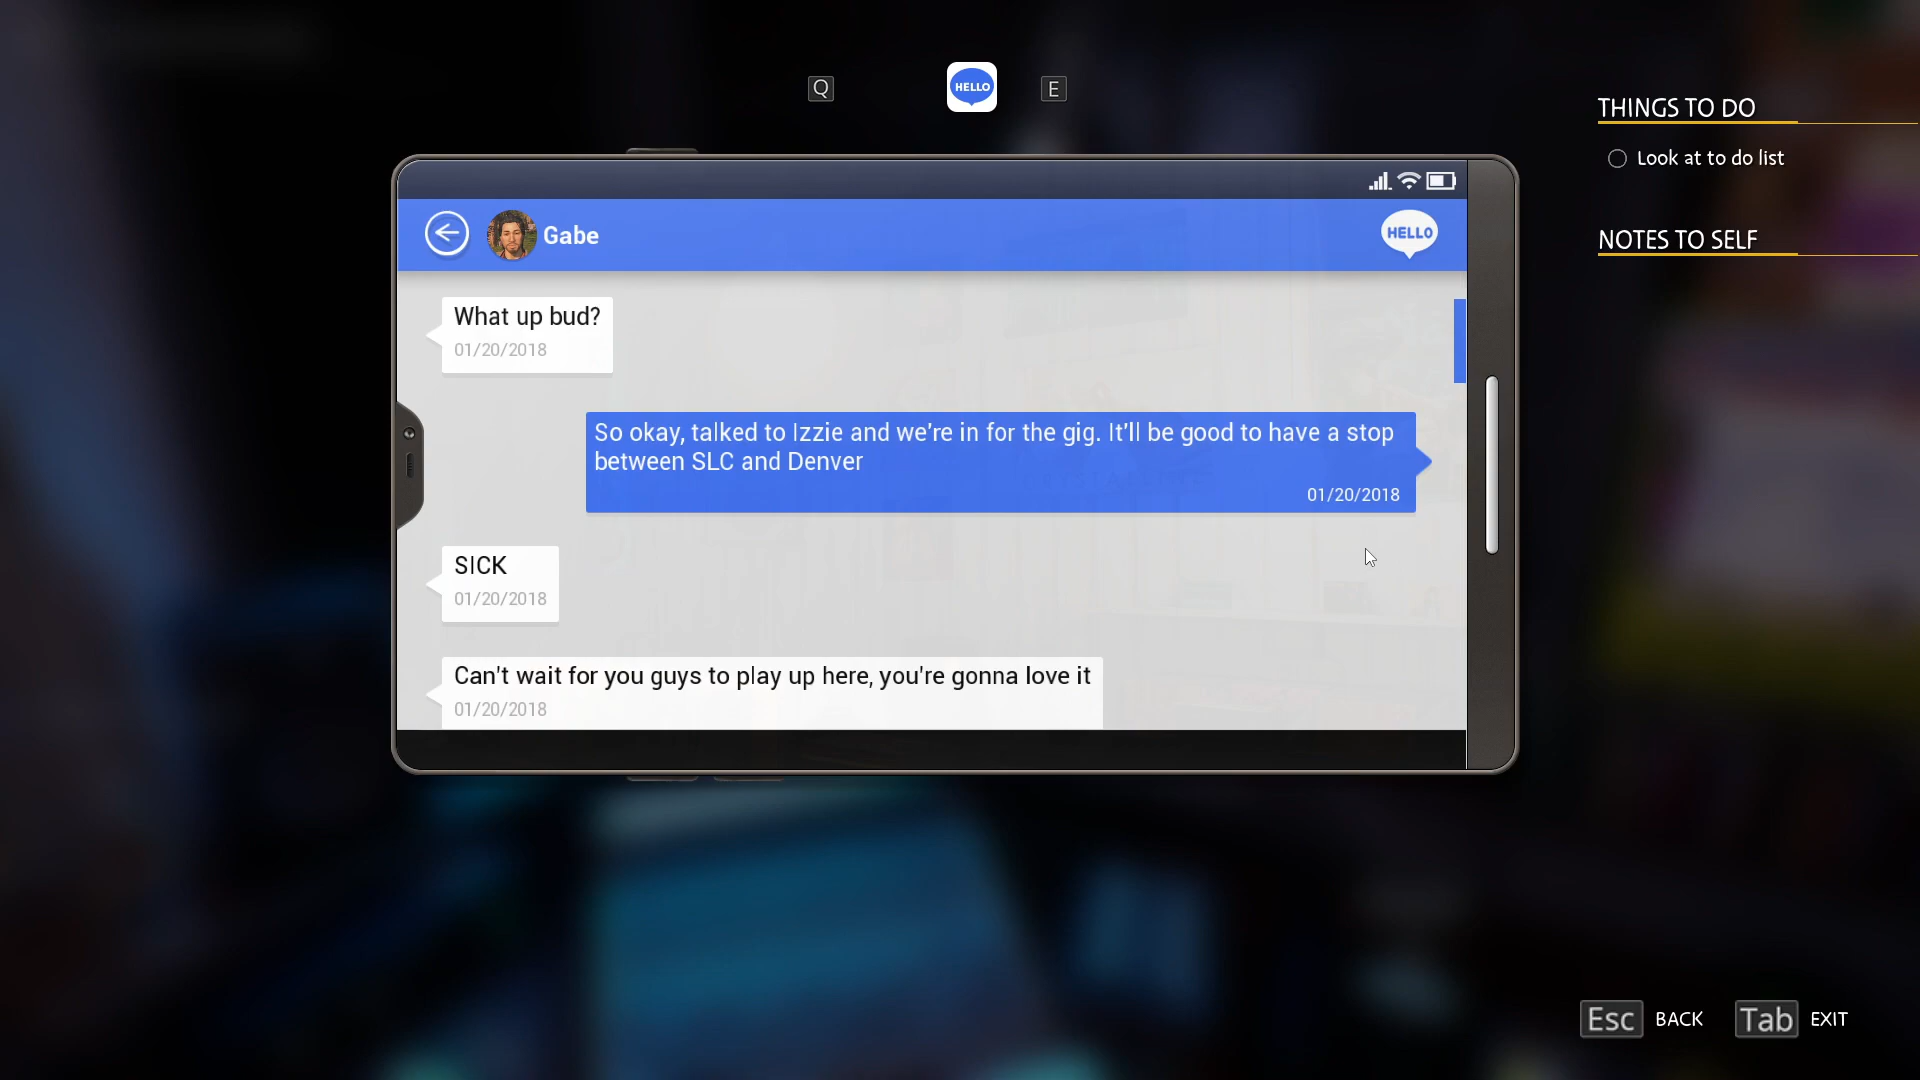 Q
HELLO
E
THINGS TO DO
Look at to do list
NOTES TO SELF
Gabe
HELLO
What up bud?
01/20/2018
So okay, talked to Izzie and we're in for the gig. It'll be good to have a stop
between SLC and Denver
01/20/2018
SICK
01/20/2018
Can't wait for you guys to play up here, you're gonna love it
01/20/2018
Esc BACK
Tab EXIT